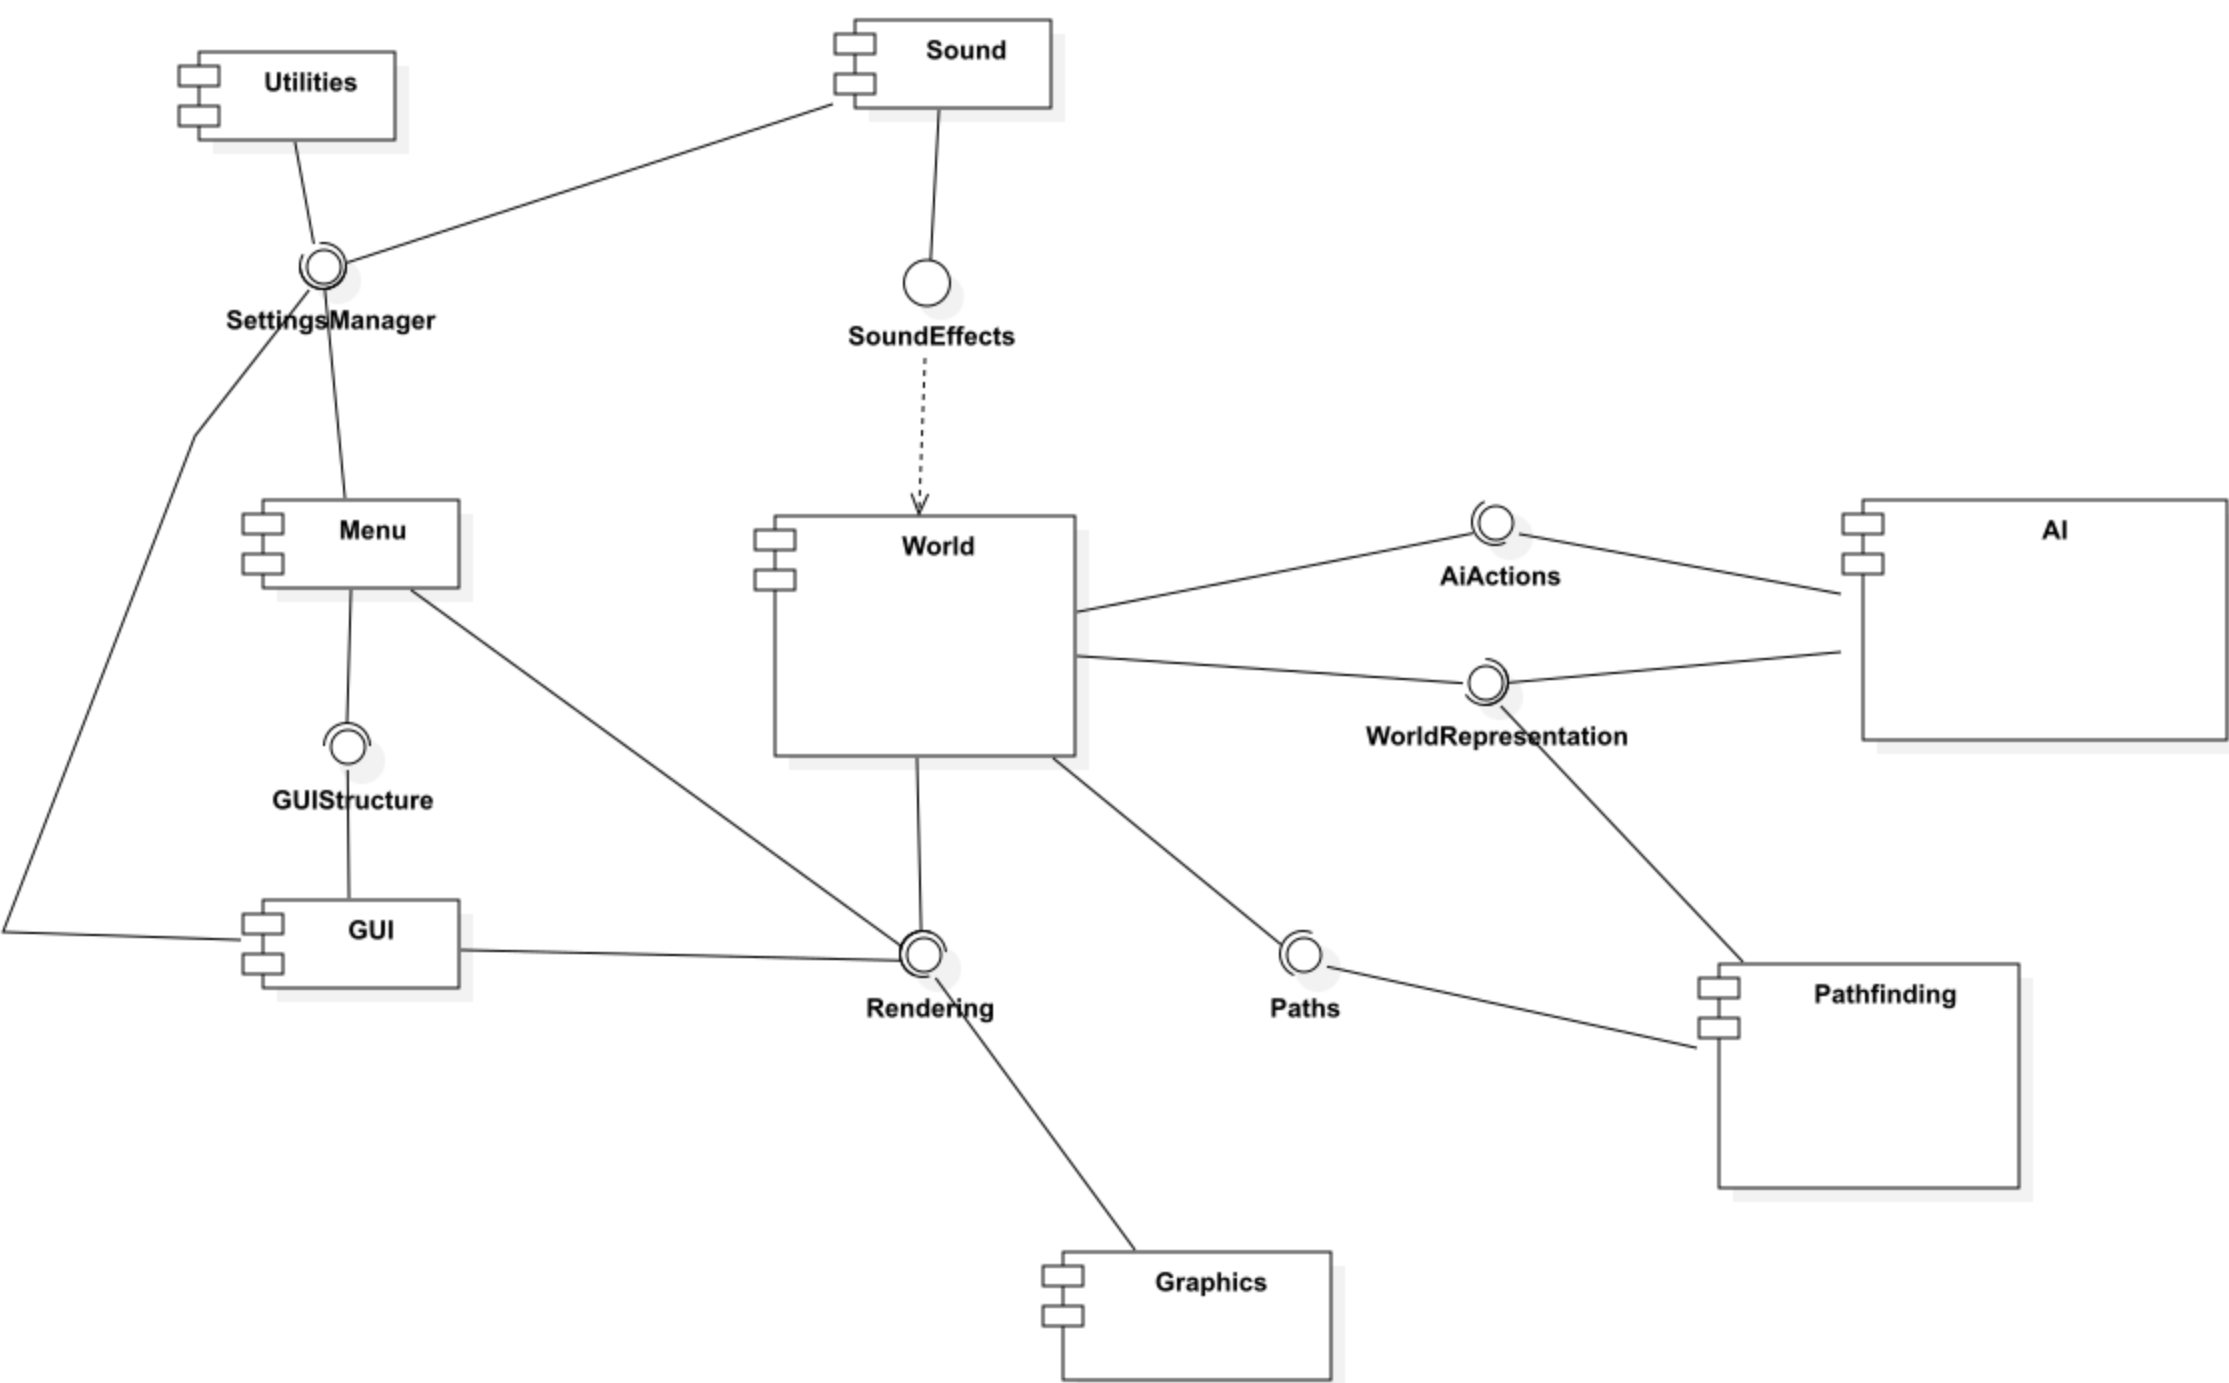 Sound
Utilities
SettingsManager
SoundEffects
Menu
World
AI
AiActions
WorldRepresentation
GUIStructure
GUI
Rendering
Paths
Pathfinding
Graphics